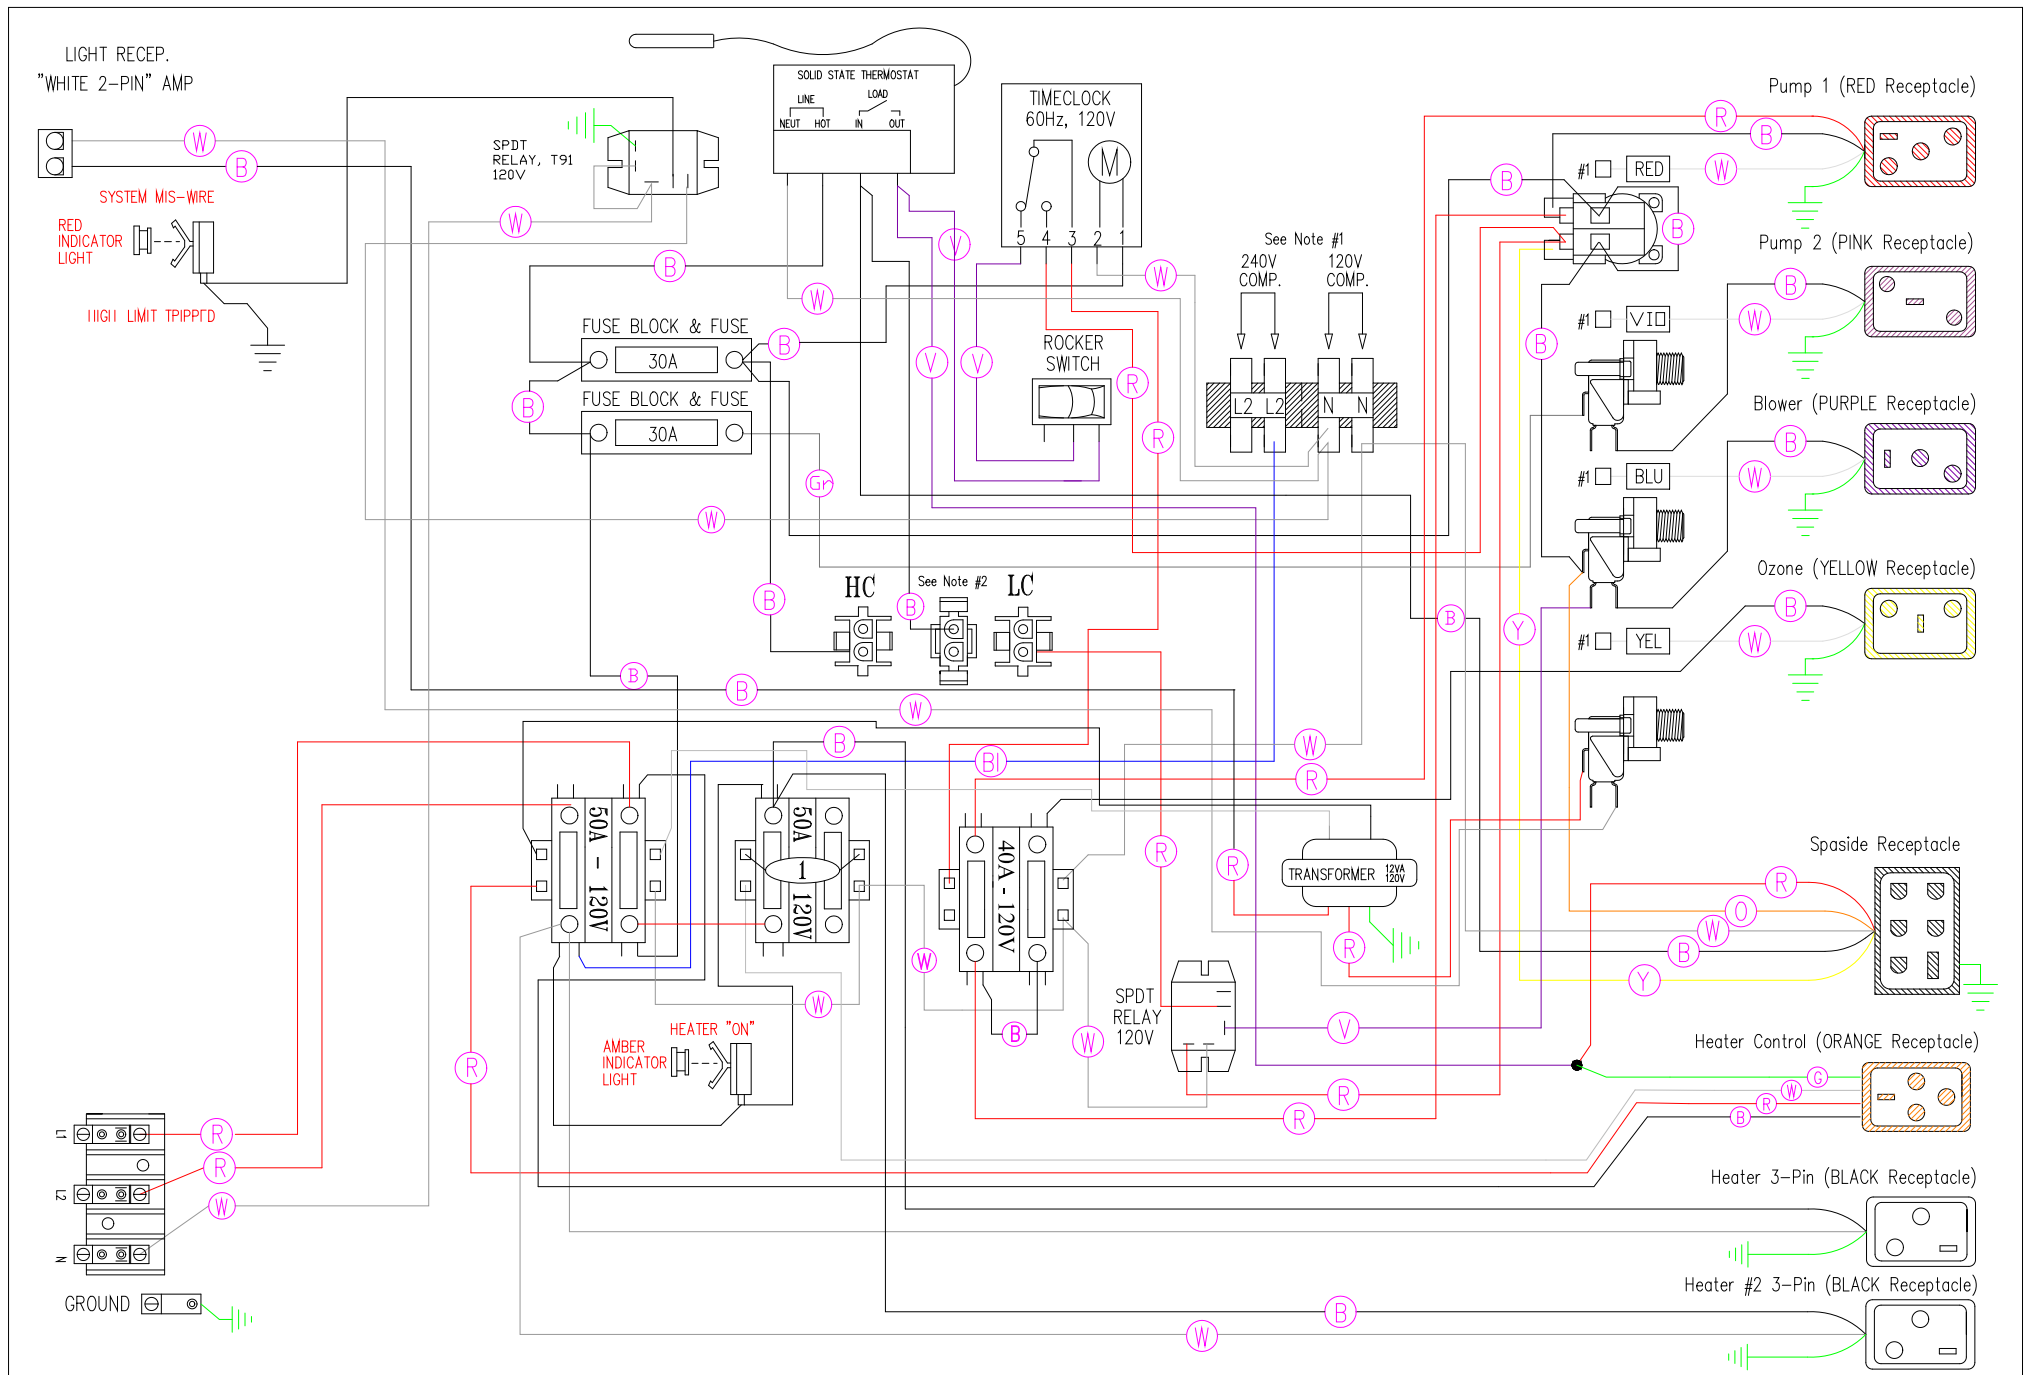 LIGHT RECEP.
"WHITE 2-PIN" AMP
W
B
SYSTEM MIS-WIRE
RED
INDICATOR
LIGHT
SPDT
RELAY, T91
120V
W
B
SOLID STATE THERMOSTAT
LINE
LOAD
NEUT HOT IN OUT
W
V
TIMECLOCK
60Hz, 120V
M
5 4 3 2 1
W
FUSE BLOCK & FUSE
30A
B
FUSE BLOCK & FUSE
30A
B
Gr
W
V
V
ROCKER
SWITCH
R
R
See Note #1
240V
COMP.
120V
COMP.
L2 L2 N N
Pump 1 (RED Receptacle)
R
B
#1 RED W
B
B
Pump 2 (PINK Receptacle)
B
#1 VIO W
B
Blower (PURPLE Receptacle)
B
#1 BLU W
Ozone (YELLOW Receptacle)
B
#1 YEL W
B
Y
HC
See Note #2
LC
B
B
B
B
W
B
Bl
W
R
50A - 120V
50A 120V
1
40A-120V
R
R
TRANSFORMER 12VA
120V
R
W
W
B
W
R
SPDT
RELAY
120V
V
R
R
HEATER "ON"
AMBER
INDICATOR
LIGHT
Spaside Receptacle
R
O
W
B
Y
Heater Control (ORANGE Receptacle)
G
W
R
B
Heater 3-Pin (BLACK Receptacle)
Heater #2 3-Pin (BLACK Receptacle)
B
W
L1
R
L2
R
N
W
GROUND